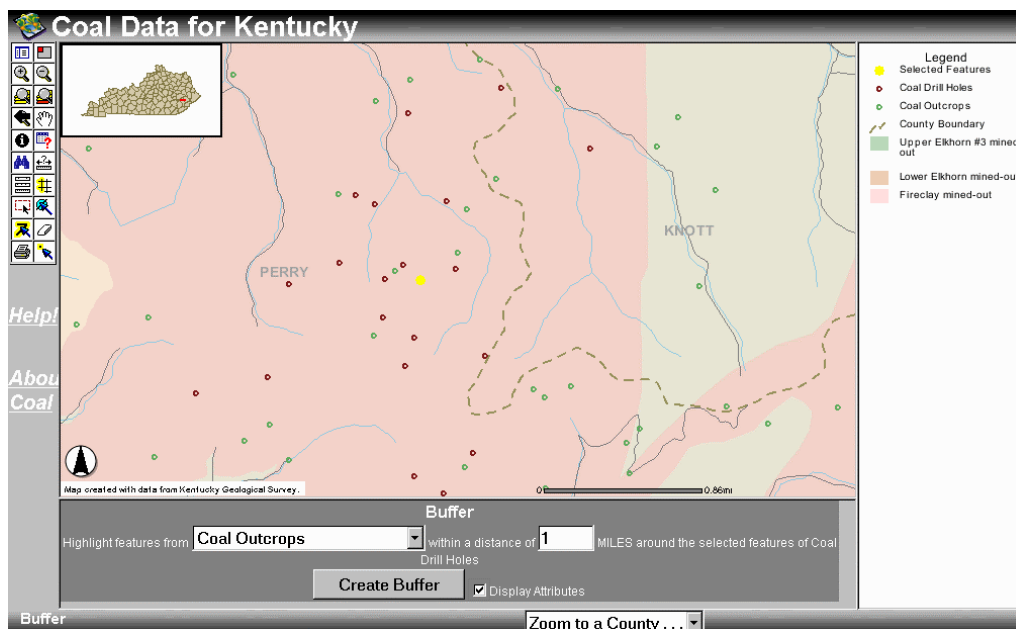 Coal Data for Kentucky
Legend
Selected Features
Coal Drill Holes
Coal Outcrops
County Boundary
Upper Elkhorn #3 mined
out
Lower Elkhorn mined-out
Fireclay mined-out
KNOTT
PERRY
Help!
Abou
Coal
Map created with data from Kentucky Geological Survey.
0 0.86mi
Buffer
Highlight features from Coal Outcrops within a distance of 1 MILES around the selected features of Coal
Drill Holes
Create Buffer Display Attributes
Buffer
Zoom to a County . . .